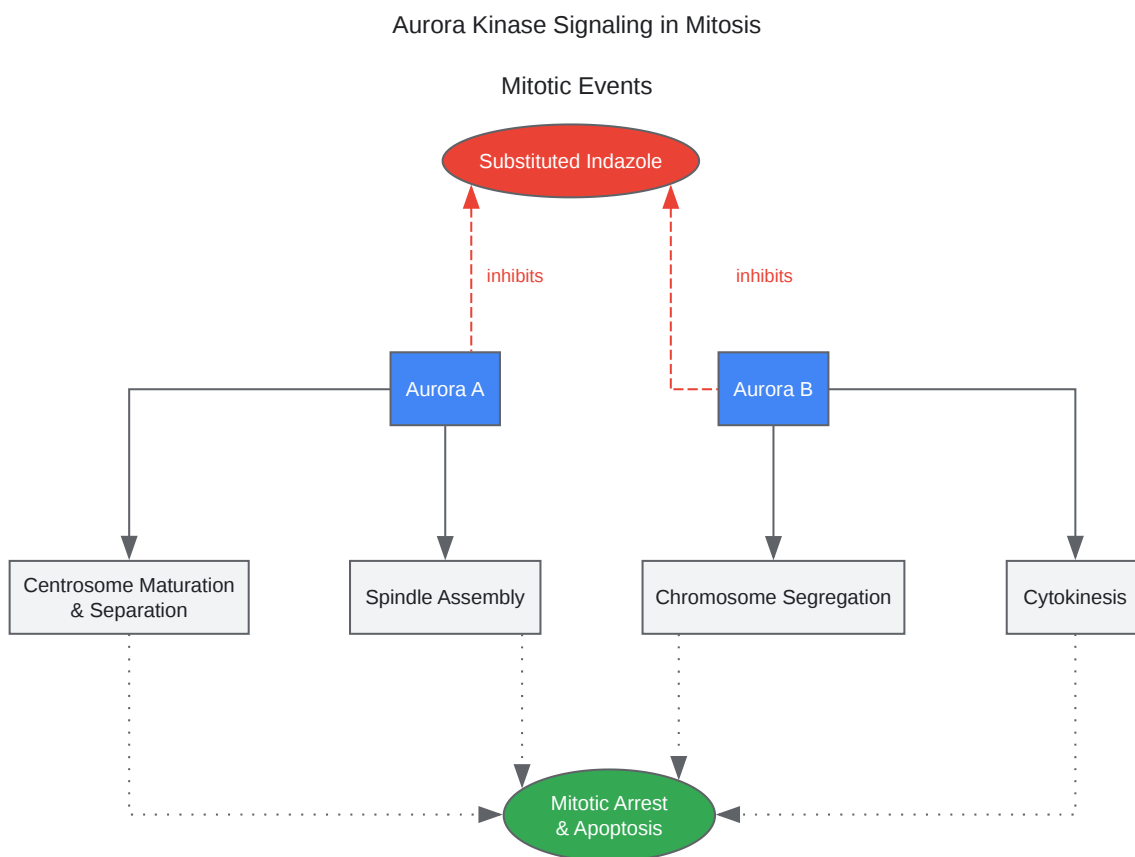 Aurora Kinase Signaling in Mitosis
Mitotic Events
Substituted Indazole
inhibits
inhibits
Aurora A
Aurora B
Centrosome Maturation
& Separation
Spindle Assembly
Chromosome Segregation
Cytokinesis
Mitotic Arrest
& Apoptosis